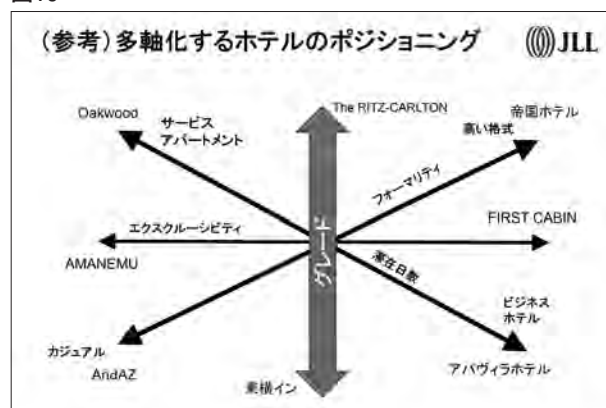 (参考)多軸化するホテルのポジショニング
JLL
Oakwood
サービス
アパートメント
The RITZ-CARLTON
帝国ホテル
高い格式
フォーマリティ
エクスクルーシビティ
グレード
FIRST CABIN
AMANEMU
滞在日数
ビジネス
ホテル
カジュアル
AndAZ
東横イン
アパヴィラホテル